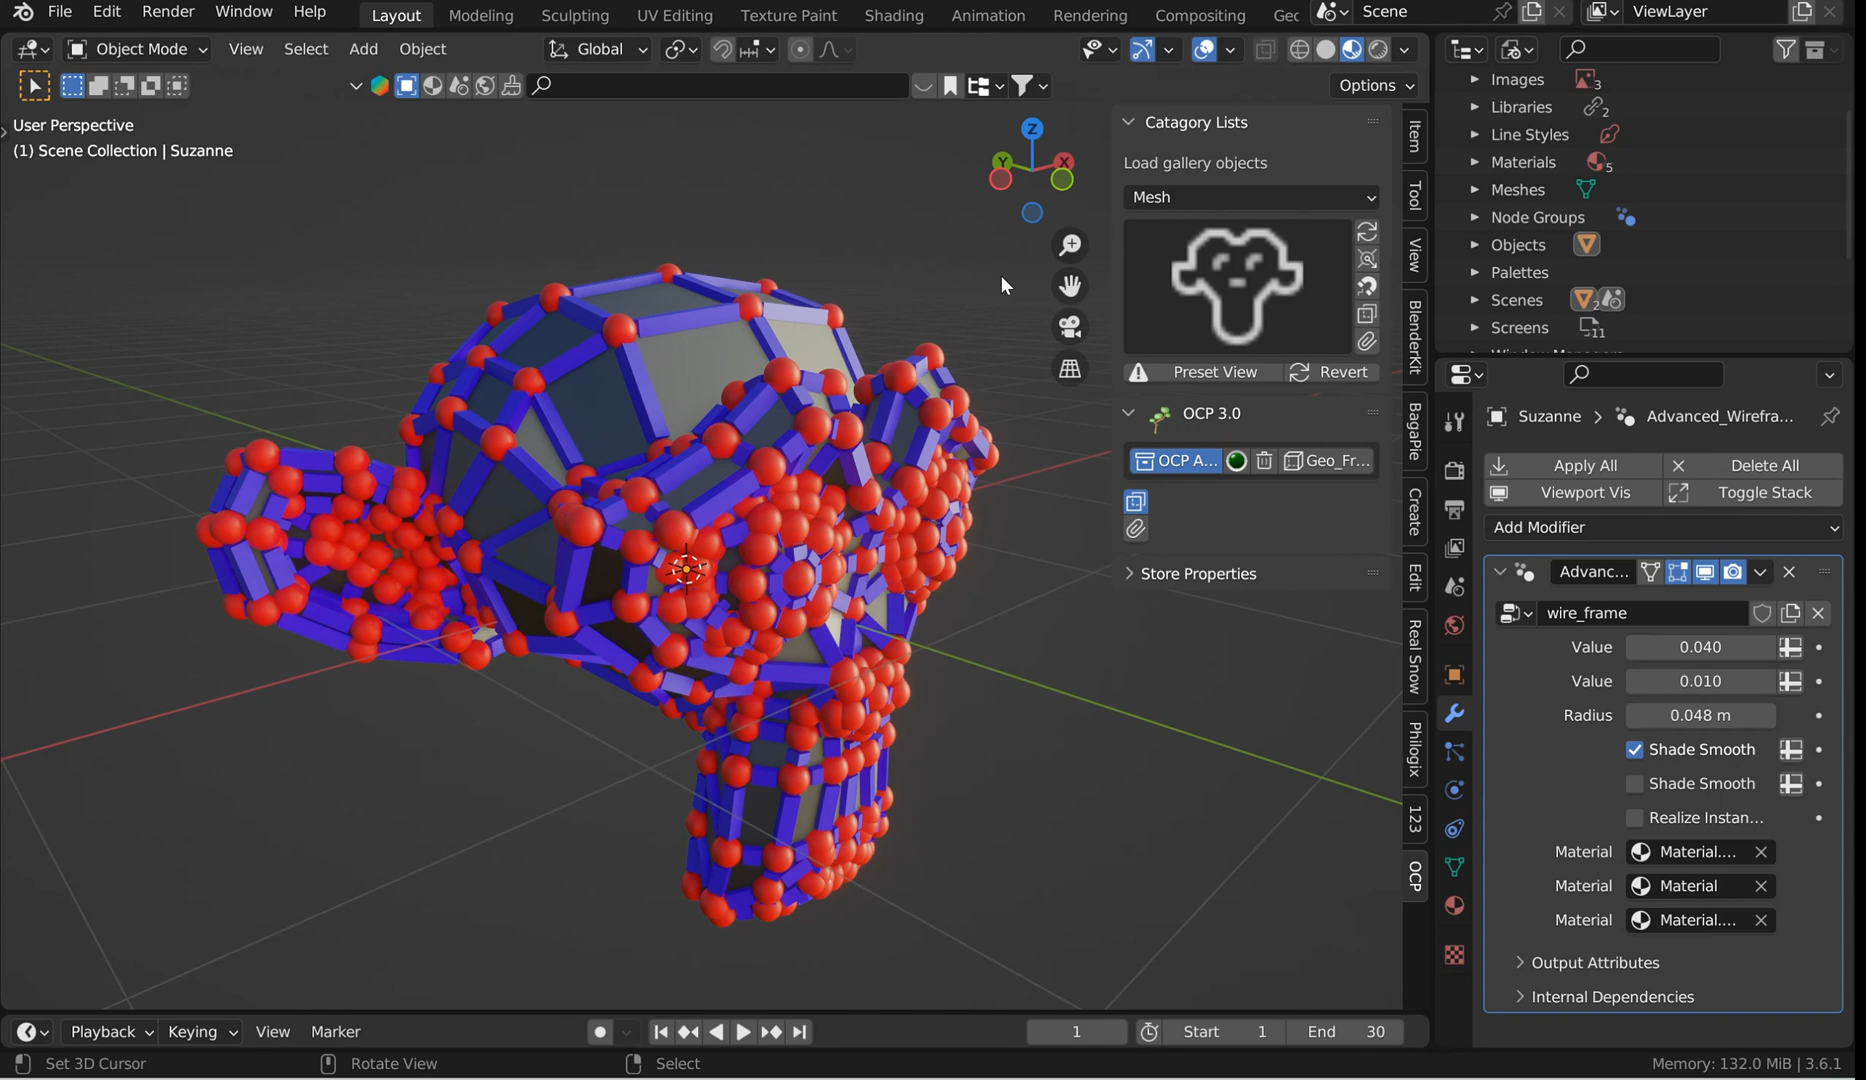 File Edit Render Window Help Layout Modeling Sculpting UV Editing Texture Paint Shading Animation Rendering Compositing Scene ViewLayer
Object Mode View Select Add Object Global
Options
User Perspective
(1) Scene Collection | Suzanne
Z
Y X
Catagory Lists
Load gallery objects
Mesh
Preset View Revert
OCP 3.0
OCP A... Geo_Fr...
Store Properties
Item
Tool
View
BlenderKit
BagaPie
Create
Edit
Real Snow
Philogix
123
OCP
Images 3
Libraries 2
Line Styles
Materials 5
Meshes
Node Groups
Objects
Palettes
Scenes 2
Screens 11
Suzanne > Advanced_Wirefra...
Apply All Delete All
Viewport Vis Toggle Stack
Add Modifier
Advanc...
wire_frame
Value 0.040
Value 0.010
Radius 0.048 m
Shade Smooth
Shade Smooth
Realize Instan...
Material Material....
Material Material
Material Material....
Output Attributes
Internal Dependencies
Playback Keying View Marker 1 Start 1 End 30
Set 3D Cursor Rotate View Select Memory: 132.0 MiB | 3.6.1